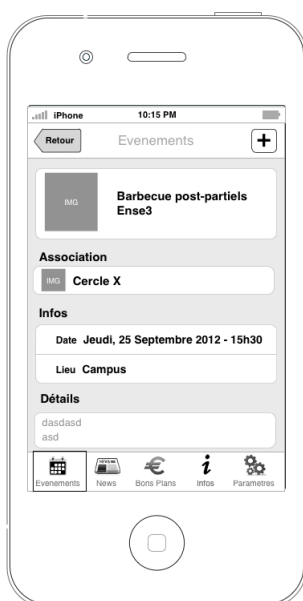 iPhone 10:15 PM
Retour Evenements +
IMG
Barbecue post-partiels
Ense3
Association
IMG Cercle X
Infos
Date Jeudi, 25 Septembre 2012 - 15h30
Lieu Campus
Détails
dasdasd
asd
Evenements News Bons Plans Infos Parametres